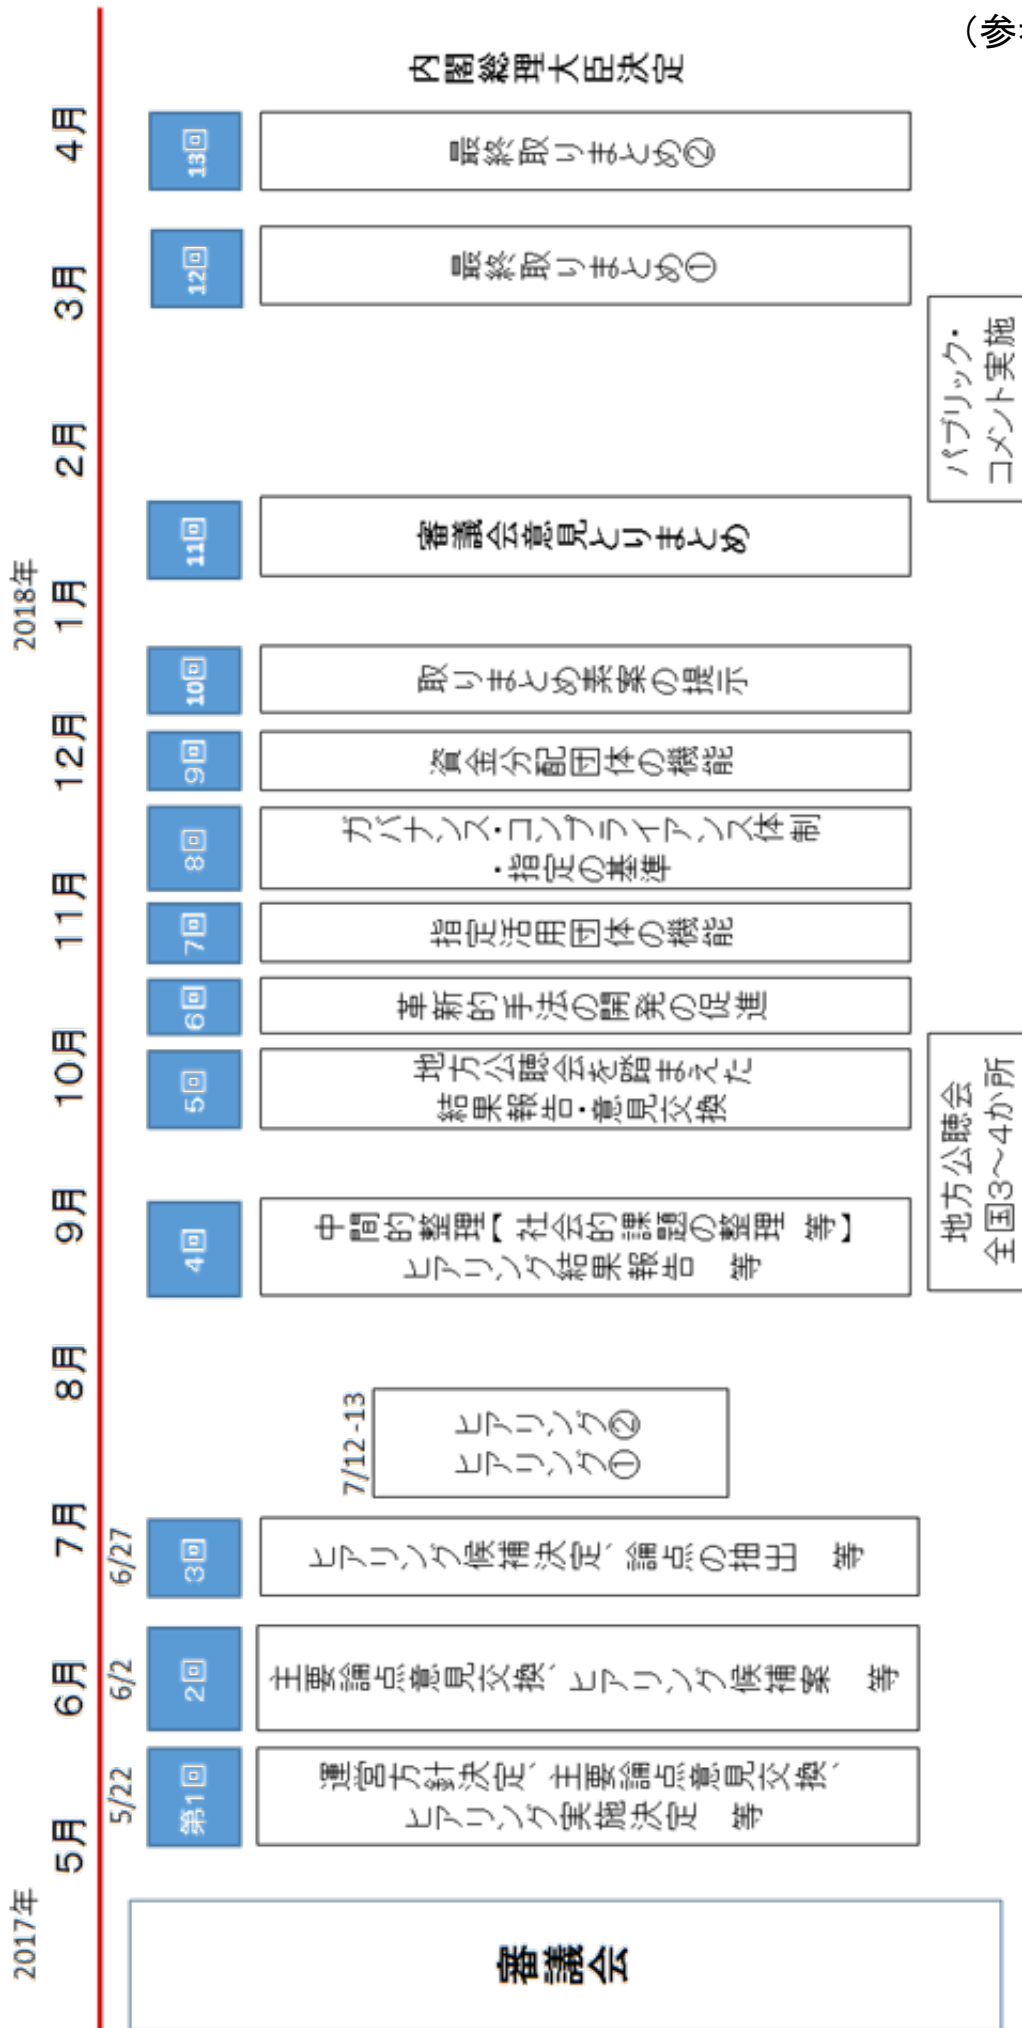 (参
2017年
2018年
5月
6月
7月
8月
9月
10月
11月
12月
1月
2月
3月
4月
審議会
5/22
第1回
運営方針決定、主要論点意見交換、
ヒアリング実施決定　等
6/2
2回
主要論点意見交換、ヒアリング候補案　等
6/27
3回
ヒアリング候補決定、論点の抽出　等
7/12-13
ヒアリング①
ヒアリング②
4回
中間的整理【社会的課題の整理　等】
ヒアリング結果報告　等
地方公聴会
全国3～4か所
5回
地方公聴会を踏まえた
結果報告・意見交換
6回
革新的手法の開発の促進
7回
指定活用団体の機能
8回
ガバナンス・コンプライアンス体制
・指定の基準
9回
資金分配団体の機能
10回
取りまとめ素案の提示
11回
審議会意見とりまとめ
パブリック・
コメント実施
12回
最終取りまとめ①
13回
最終取りまとめ②
内閣総理大臣決定